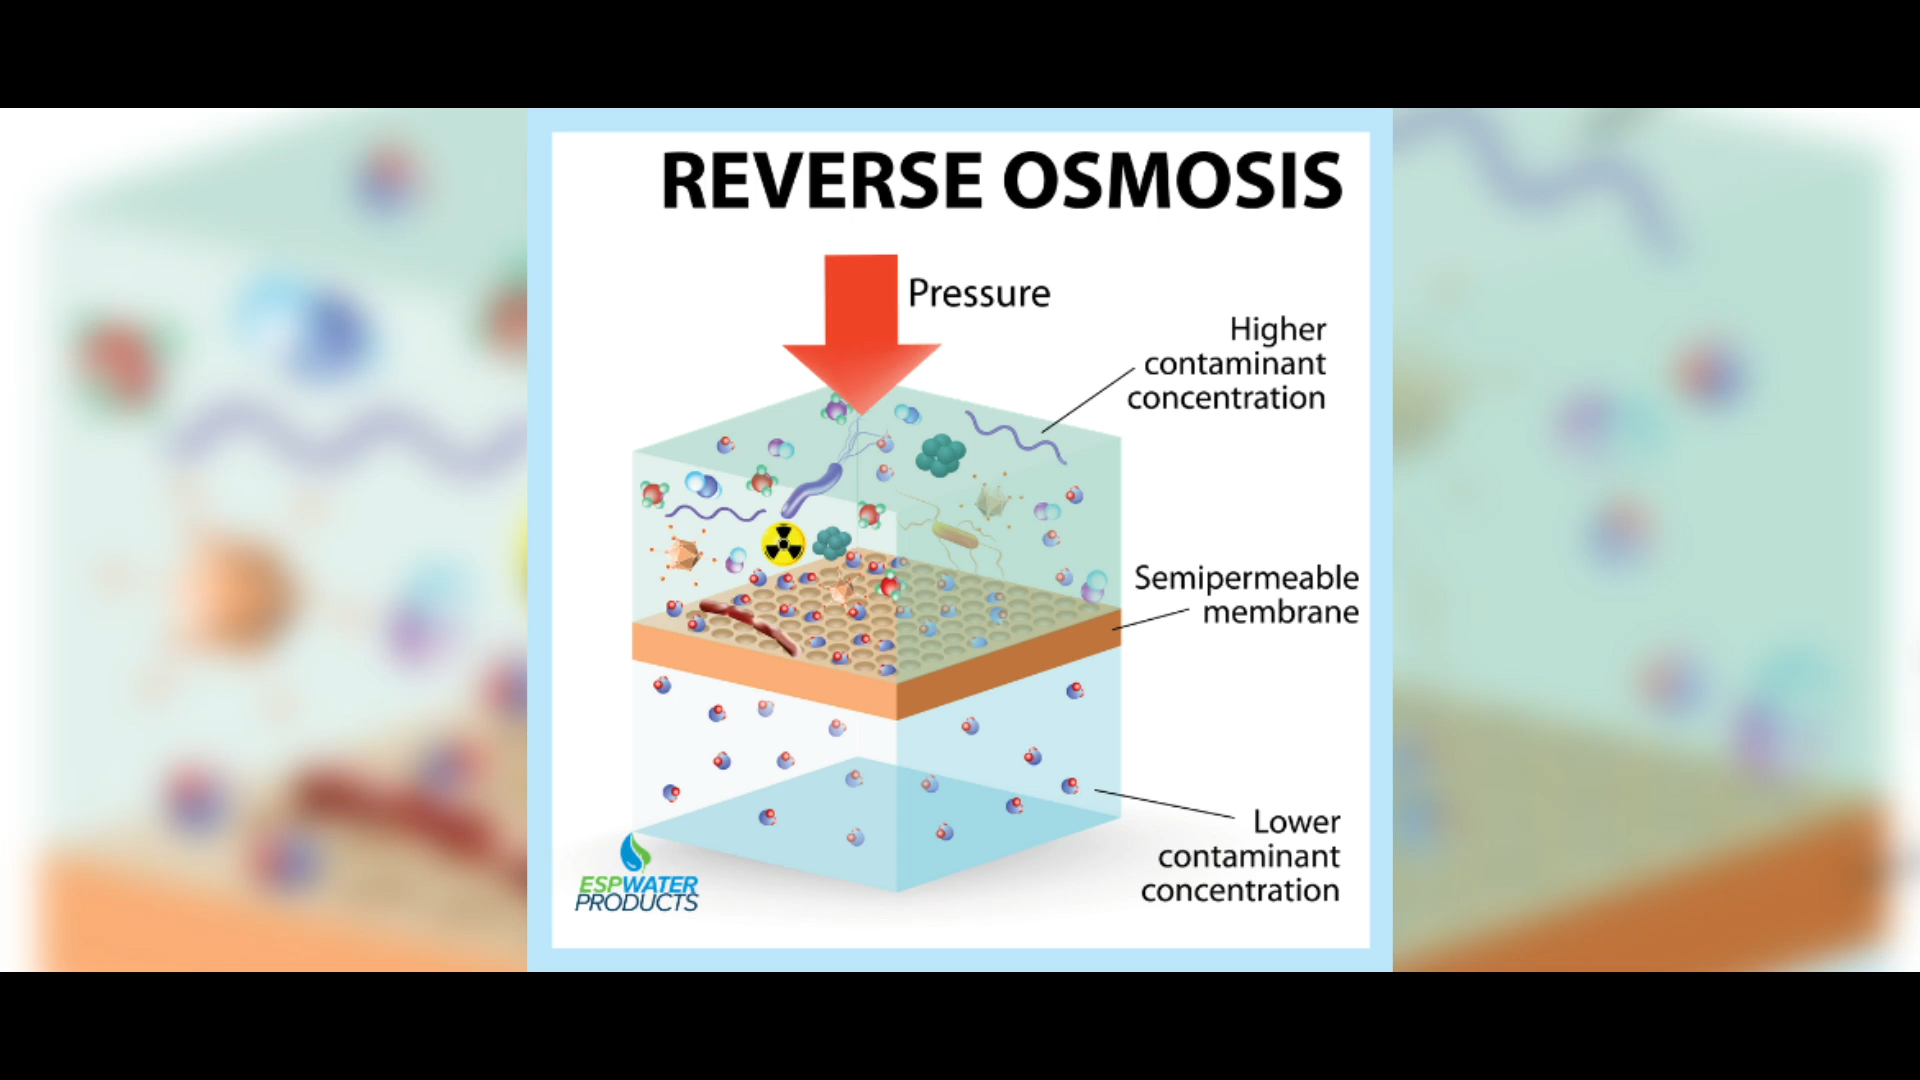 REVERSE OSMOSIS
Pressure
Higher
contaminant
concentration
Semipermeable
membrane
Lower
contaminant
concentration
ESPWATER
PRODUCTS